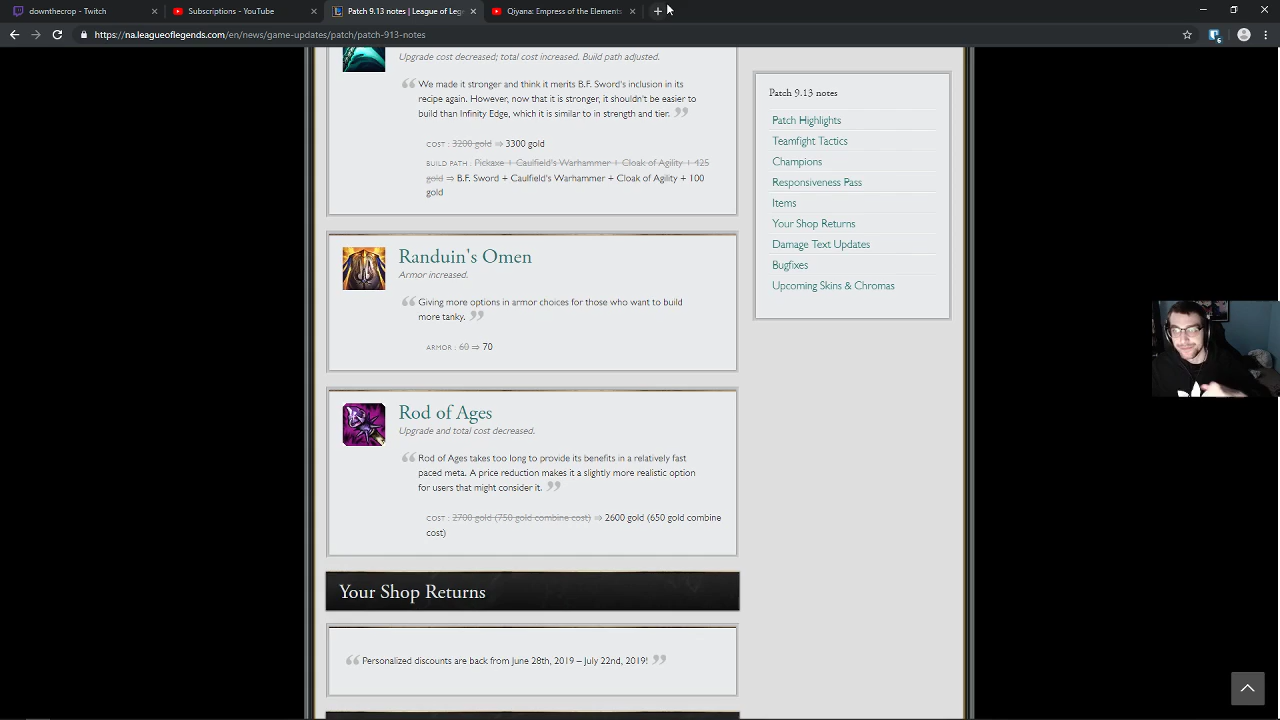 downthecrop - Twitch
Subscriptions - YouTube
Patch 9.13 notes | League of Leg
Qiyana: Empress of the Elements
https://na.leagueoflegends.com/en/news/game-updates/patch/patch-913-notes
Upgrade cost decreased; total cost increased. Build path adjusted.
We made it stronger and think it merits B.F. Sword's inclusion in its
recipe again. However, now that it is stronger, it shouldn't be easier to
build than Infinity Edge, which it is similar to in strength and tier.
COST : 3200 gold ⇒ 3300 gold
BUILD PATH : Pickaxe + Caulfield's Warhammer + Cloak of Agility + 425
gold ⇒ B.F. Sword + Caulfield's Warhammer + Cloak of Agility + 100
gold
Randuin's Omen
Armor increased.
Giving more options in armor choices for those who want to build
more tanky.
ARMOR : 60 ⇒ 70
Rod of Ages
Upgrade and total cost decreased.
Rod of Ages takes too long to provide its benefits in a relatively fast
paced meta. A price reduction makes it a slightly more realistic option
for users that might consider it.
COST : 2700 gold (750 gold combine cost) ⇒ 2600 gold (650 gold combine
cost)
Your Shop Returns
Personalized discounts are back from June 28th, 2019 – July 22nd, 2019!
Patch 9.13 notes
Patch Highlights
Teamfight Tactics
Champions
Responsiveness Pass
Items
Your Shop Returns
Damage Text Updates
Bugfixes
Upcoming Skins & Chromas